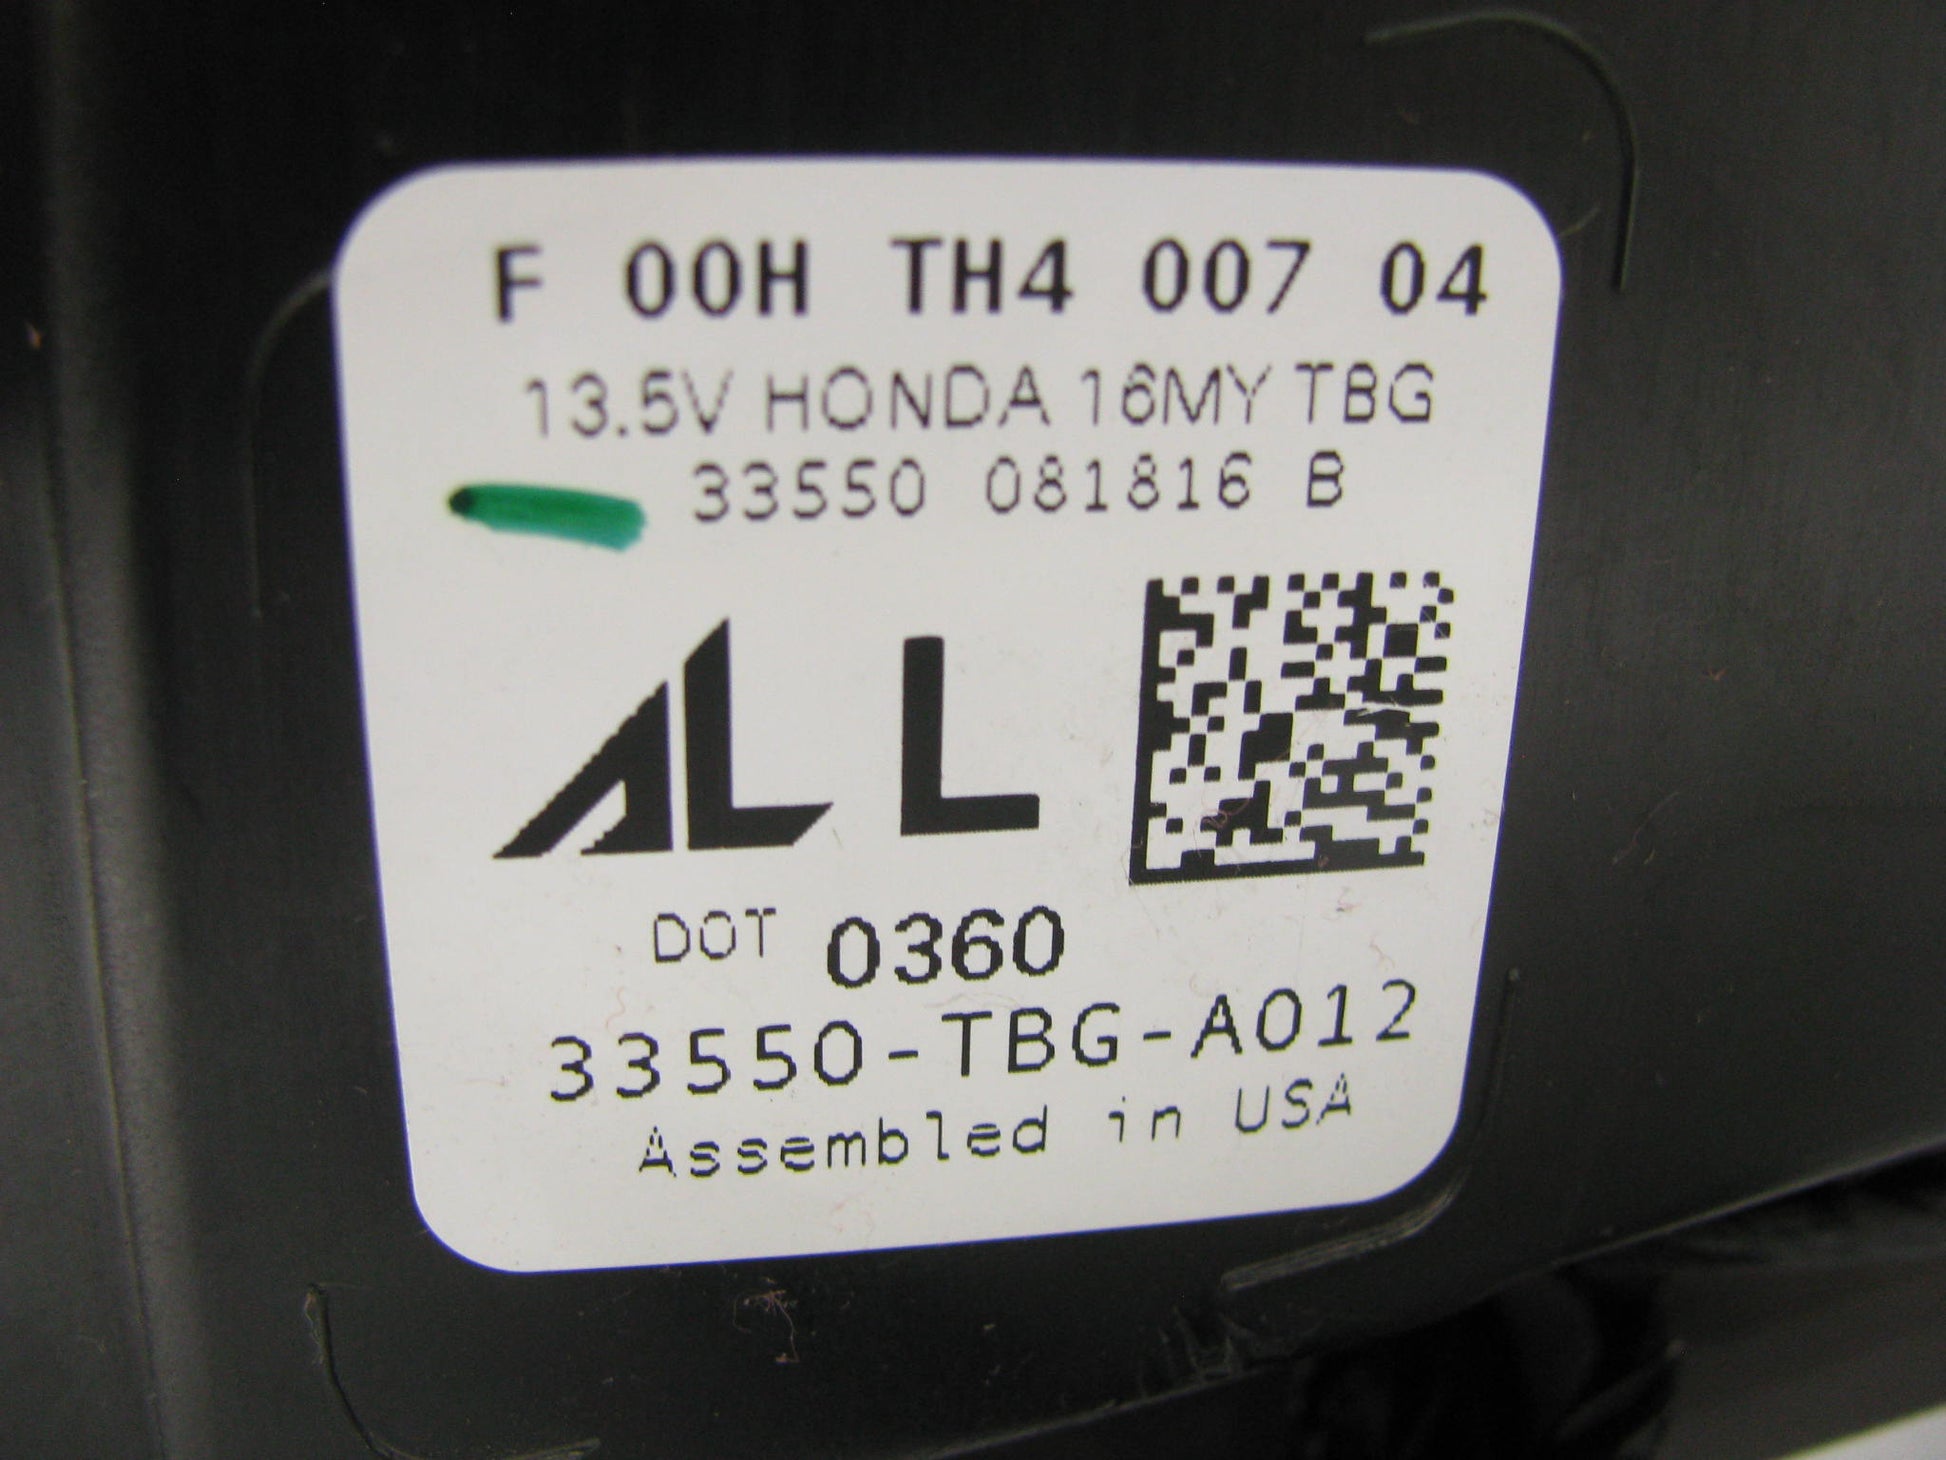 F 00H TH4 007 04
13.5V HONDA 16MY TBG
33550 081816 B
AL L
DOT 0360
33550-TBG-A012
Assembled in USA